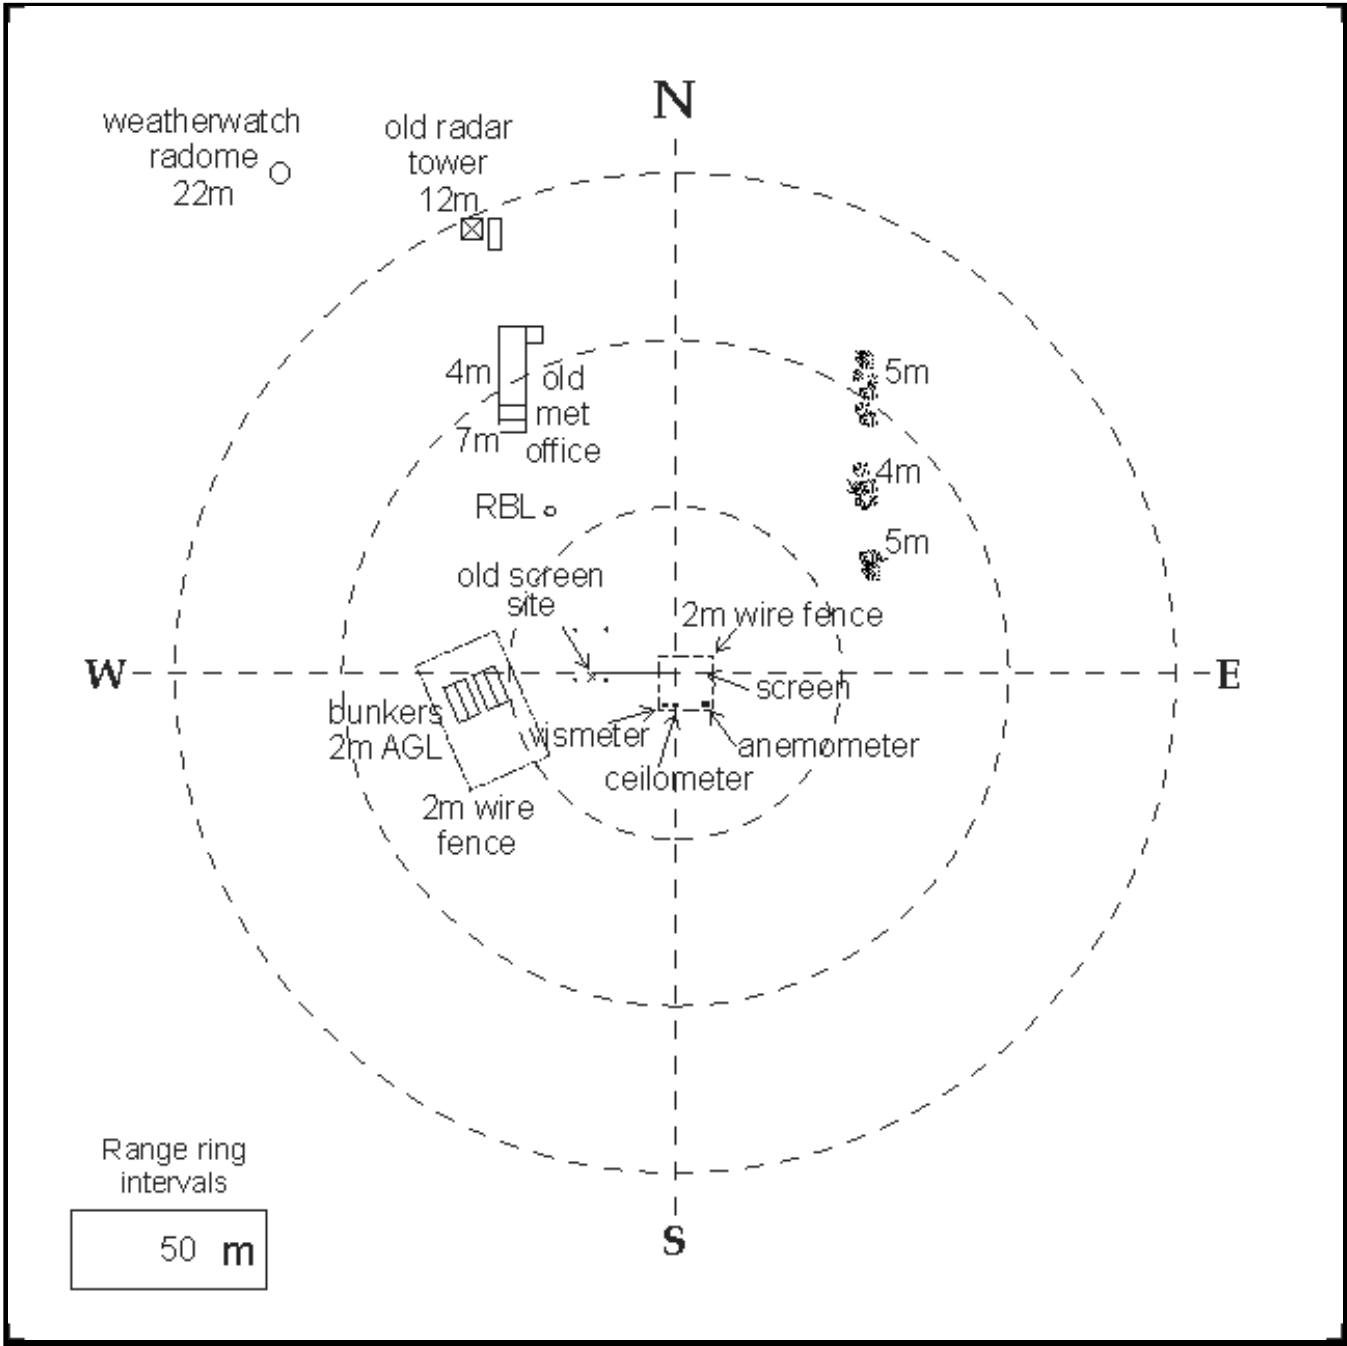 N
weatherwatch
radome
22m
old radar
tower
12m
4m
old
met
office
7m
5m
4m
5m
RBL
old screen
site
2m wire fence
W
E
screen
bunkers
2m AGL
vismeter
anemometer
ceilometer
2m wire
fence
Range ring
intervals
50 m
S